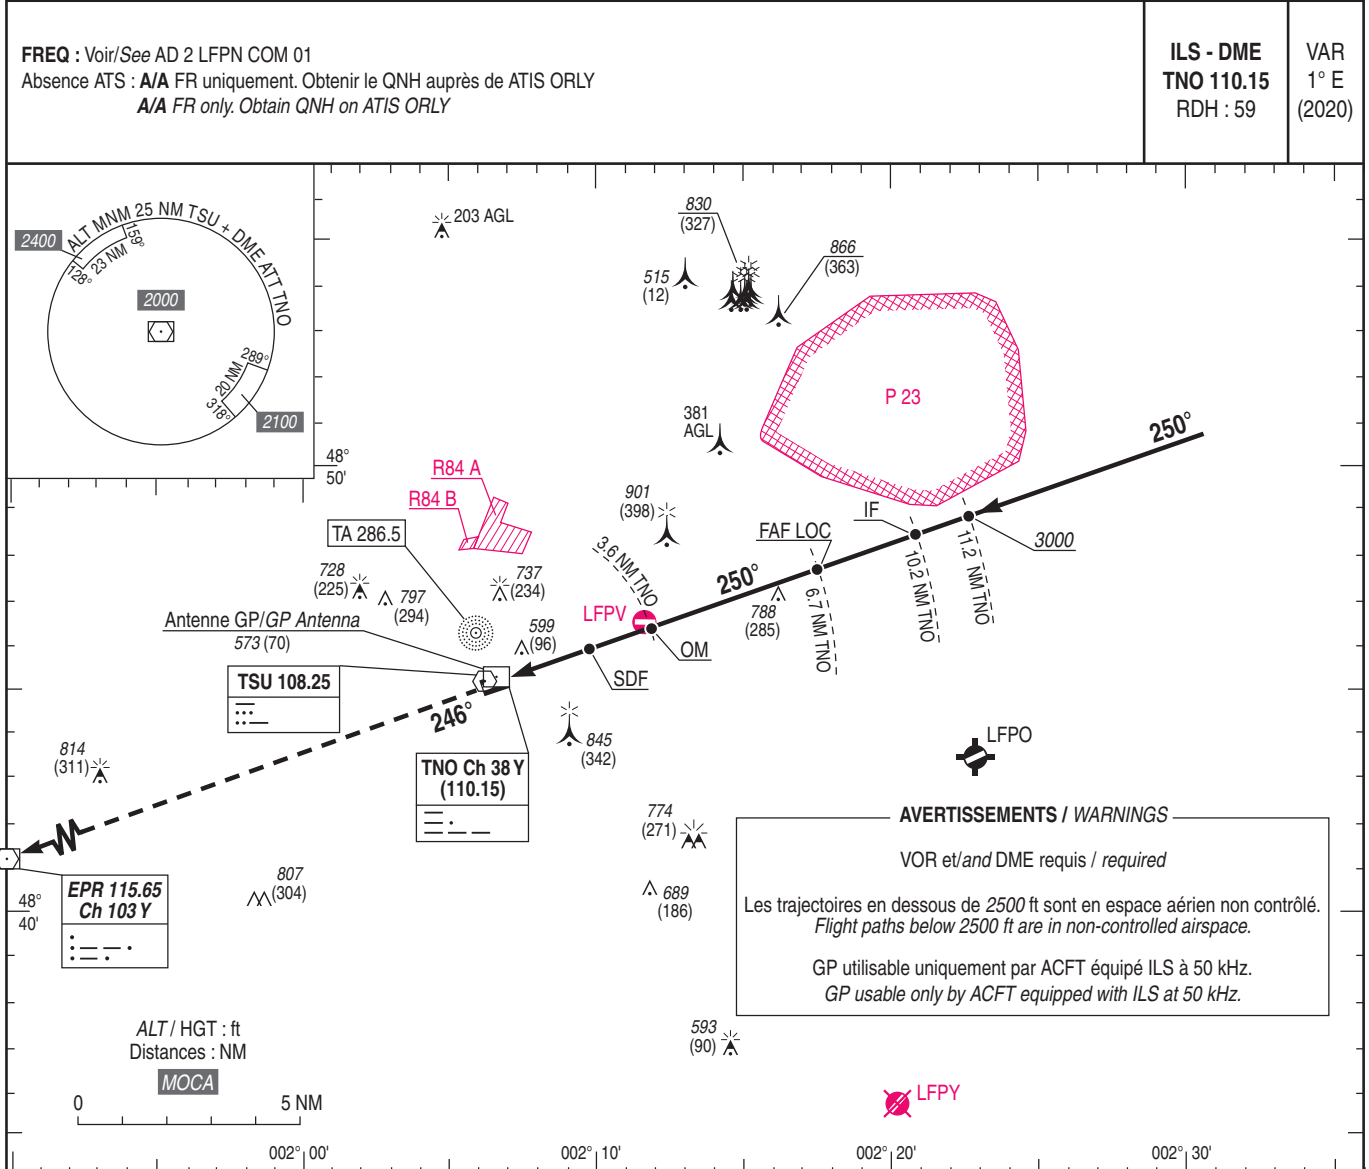 FREQ : Voir/See AD 2 LFPN COM 01
Absence ATS : A/A FR uniquement. Obtenir le QNH auprès de ATIS ORLY
A/A FR only. Obtain QNH on ATIS ORLY
ILS - DME
TNO 110.15
RDH : 59
VAR
1° E
(2020)
ALT MNM 25 NM TSU + DME ATT TNO
2400
159°
23 NM
128°
2000
289°
20 NM
318°
2100
203 AGL
830
(327)
866
(363)
515
(12)
P 23
381
AGL
250°
48°
50'
R84 A
R84 B
901
(398)
IF
FAF LOC
3000
TA 286.5
3.6 NM TNO
250°
11.2 NM TNO
10.2 NM TNO
6.7 NM TNO
728
(225)
797
(294)
737
(234)
LFPV
788
(285)
Antenne GP/GP Antenna
573 (70)
599
(96)
OM
SDF
TSU 108.25
246°
845
(342)
LFPO
814
(311)
TNO Ch 38 Y
(110.15)
774
(271)
AVERTISSEMENTS / WARNINGS
VOR et/and DME requis / required
Les trajectoires en dessous de 2500 ft sont en espace aérien non contrôlé.
Flight paths below 2500 ft are in non-controlled airspace.
GP utilisable uniquement par ACFT équipé ILS à 50 kHz.
GP usable only by ACFT equipped with ILS at 50 kHz.
EPR 115.65
Ch 103 Y
807
(304)
689
(186)
48°
40'
593
(90)
ALT / HGT : ft
Distances : NM
MOCA
0 5 NM
LFPY
002° 00' 002° 10' 002° 20' 002° 30'